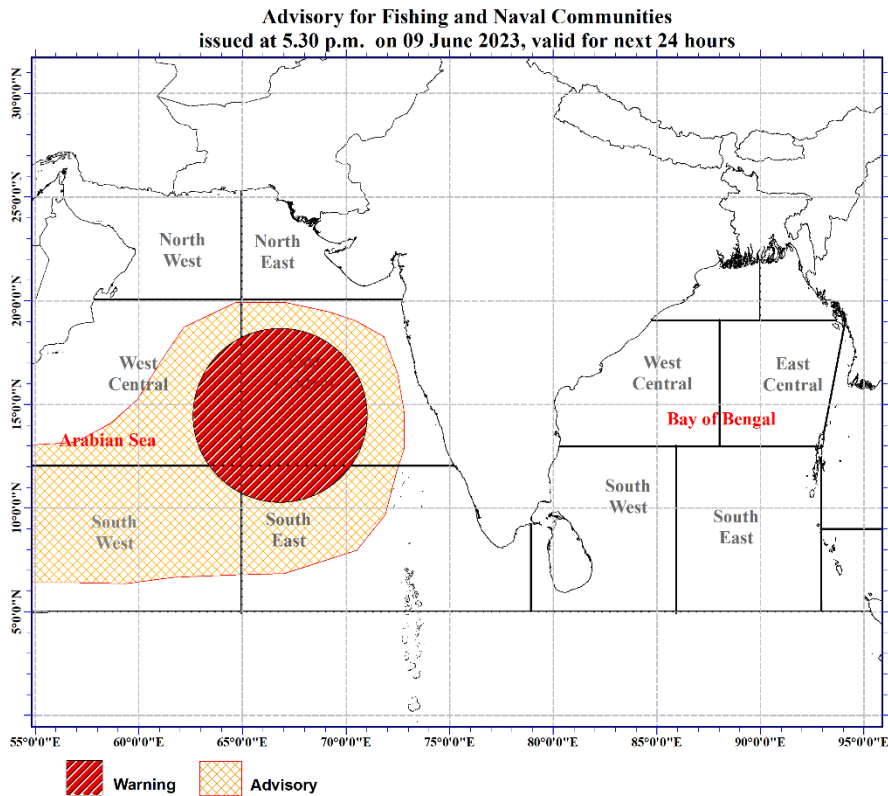 Advisory for Fishing and Naval Communities
issued at 5.30 p.m. on 09 June 2023, valid for next 24 hours
30°0'0"N
25°0'0"N
20°0'0"N
15°0'0"N
10°0'0"N
5°0'0"N
North
West
North
East
West
Central
Arabian Sea
South
West
South
East
West
Central
East
Central
Bay of Bengal
South
West
South
East
55°0'0"E
60°0'0"E
65°0'0"E
70°0'0"E
75°0'0"E
80°0'0"E
85°0'0"E
90°0'0"E
95°0'0"E
Warning
Advisory